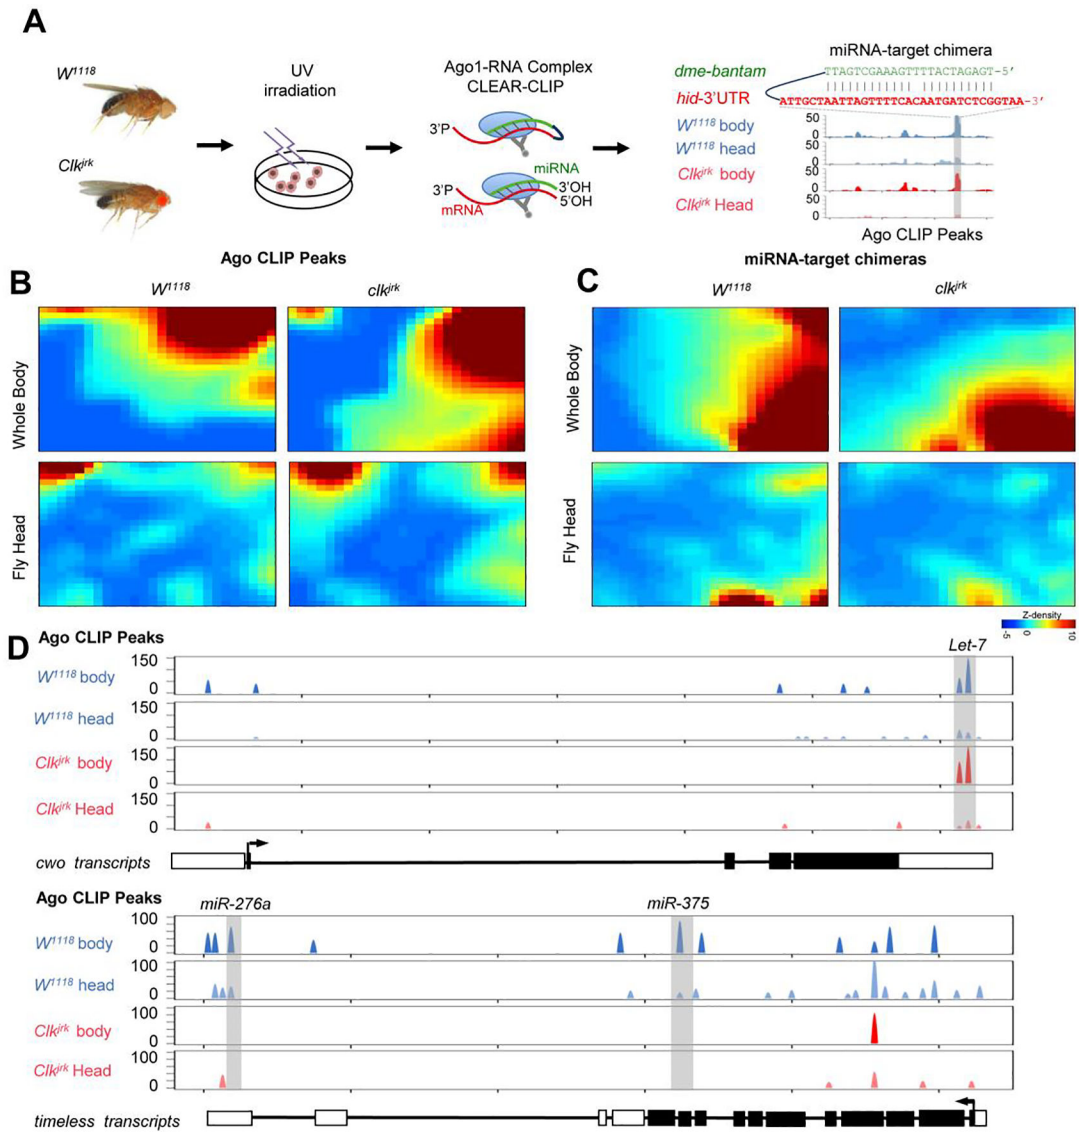 A
W1118
Clkjrk
UV
irradiation
Ago1-RNA Complex
CLEAR-CLIP
3'P
miRNA
3'P
3'OH
5'OH
mRNA
miRNA-target chimera
dme-bantam
TTAGTCGAAAGTTTTACTAGAGT-5'
hid-3'UTR
ATTGCTAATTAGTTTTCACAATGATCTCGGTAA-3'
W1118 body
50
0
W1118 head
50
0
Clkjrk body
50
0
Clkjrk Head
50
0
Ago CLIP Peaks
B
Ago CLIP Peaks
W1118
clkjrk
Whole Body
Fly Head
C
miRNA-target chimeras
W1118
clkjrk
Whole Body
Fly Head
Z-density
-5
0
10
D
Ago CLIP Peaks
Let-7
W1118 body
150
0
W1118 head
150
0
Clkjrk body
150
0
Clkjrk Head
150
0
cwo transcripts
Ago CLIP Peaks
miR-276a
miR-375
W1118 body
100
0
W1118 head
100
0
Clkjrk body
100
0
Clkjrk Head
100
0
timeless transcripts